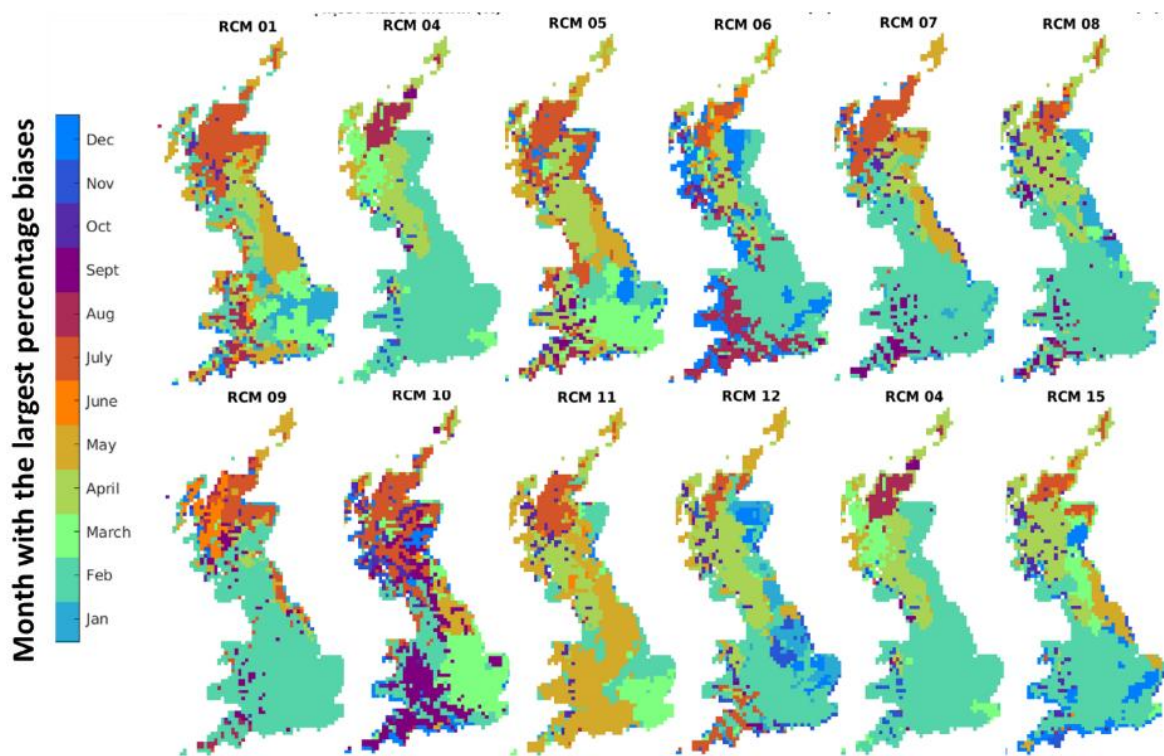 RCM 01 RCM 04 RCM 05 RCM 06 RCM 07 RCM 08
Month with the largest percentage biases
Dec
Nov
Oct
Sept
Aug
July
June
May
April
March
Feb
Jan
RCM 09 RCM 10 RCM 11 RCM 12 RCM 04 RCM 15